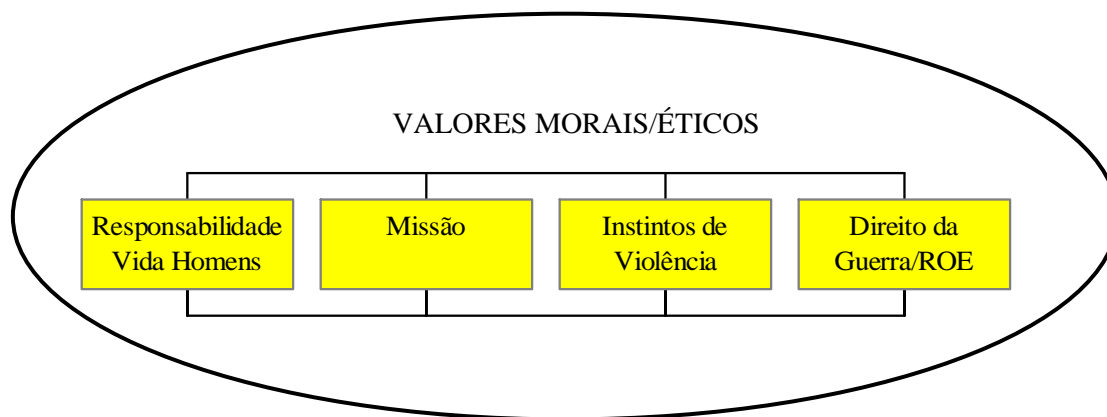 VALORES MORAIS/ÉTICOS
Responsabilidade
Vida Homens
Missão
Instintos de
Violência
Direito da
Guerra/ROE